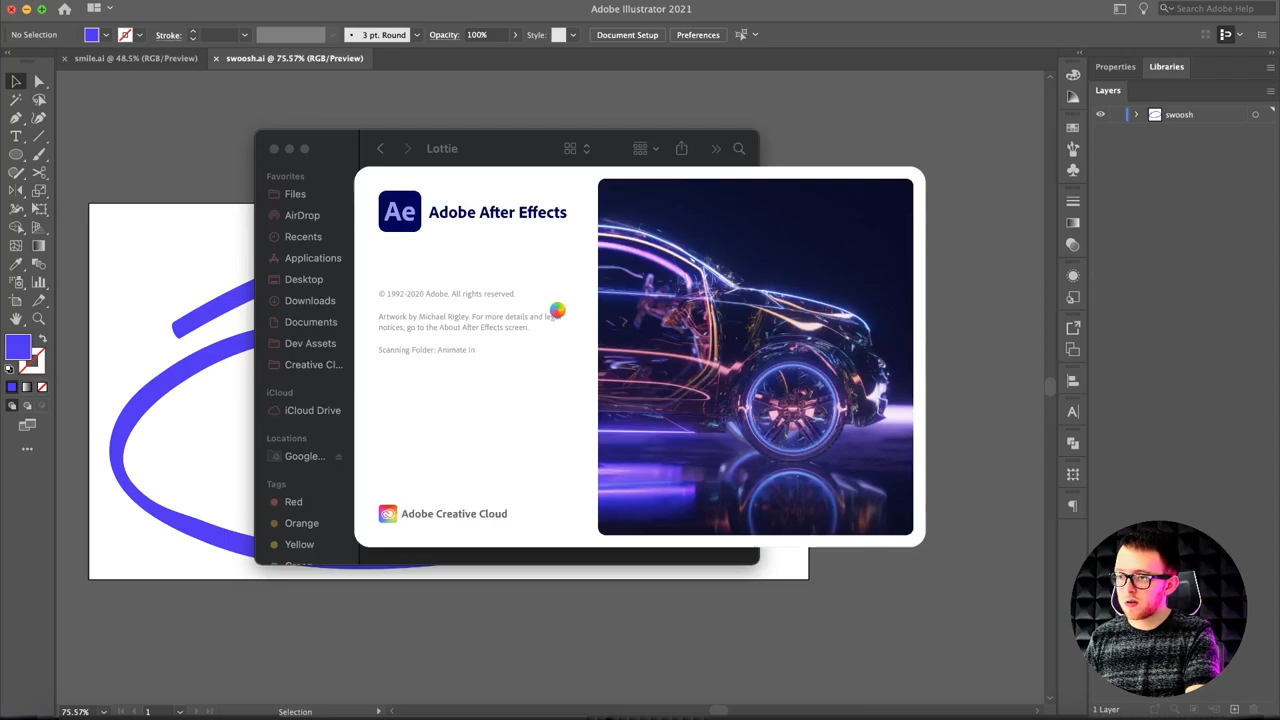 Adobe Illustrator 2021
Search Adobe Help
No Selection
Stroke:
3 pt. Round
Opacity:
100%
Style:
Document Setup
Preferences
smile.ai @ 48.5% (RGB/Preview)
swoosh.ai @ 75.57% (RGB/Preview)
Properties
Libraries
Layers
swoosh
Lottie
Favorites
Files
AirDrop
Recents
Applications
Desktop
Downloads
Documents
Dev Assets
Creative Cl...
iCloud
iCloud Drive
Locations
Google...
Tags
Red
Orange
Yellow
Ae
Adobe After Effects
© 1992-2020 Adobe. All rights reserved.
Artwork by Michael Rigley. For more details and
notices, go to the About After Effects screen.
Scanning Folder: Animate In
Adobe Creative Cloud
75.57%
1
Selection
1 Layer